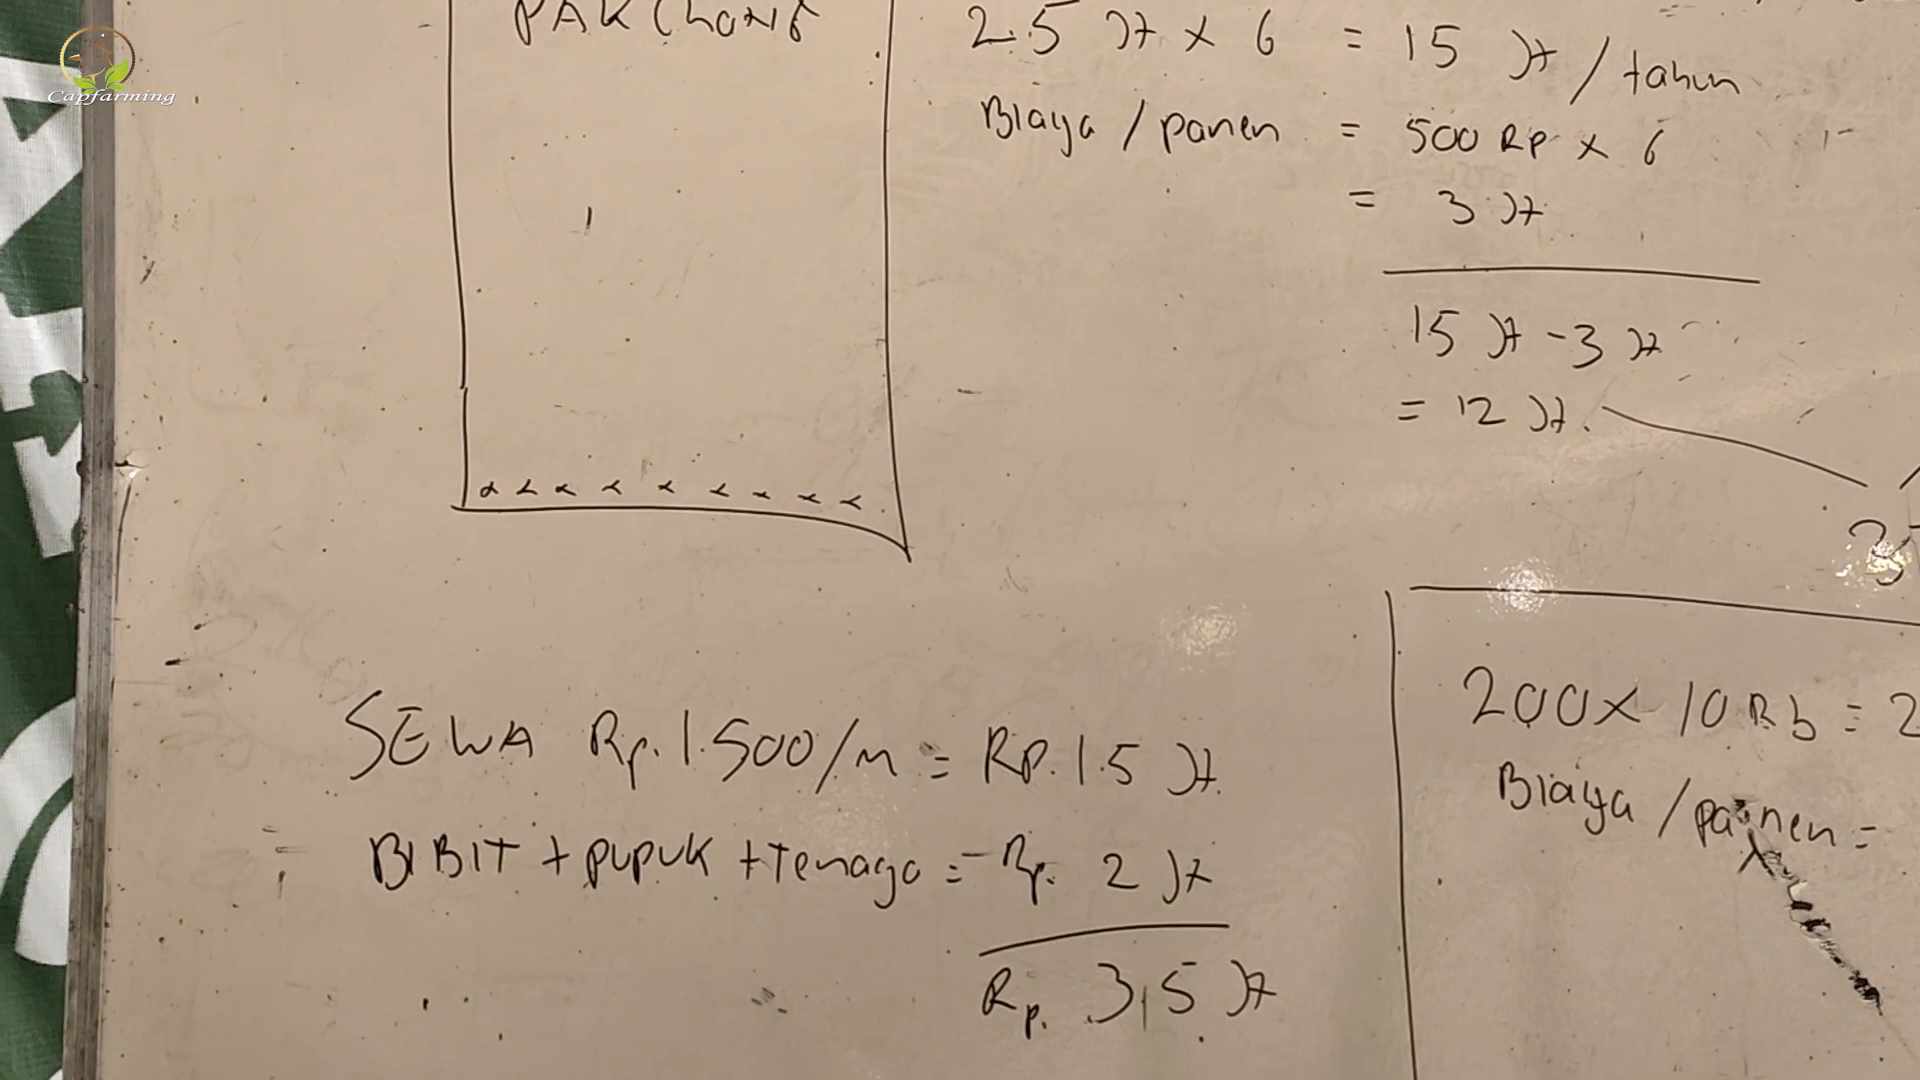 Capfarming
PAKCHONG
2.5 Jt x 6 = 15 Jt / tahun
Biaya / panen = 500 Rp x 6
= 3 Jt
15 Jt - 3 Jt
= 12 Jt.
SEWA Rp. 1.500/m = RP. 1.5 Jt
BIBIT + PUPUK + Tenaga = Rp. 2 Jt
Rp. 3,5 Jt
200 x 10 Rb = 2
Biaya / panen =